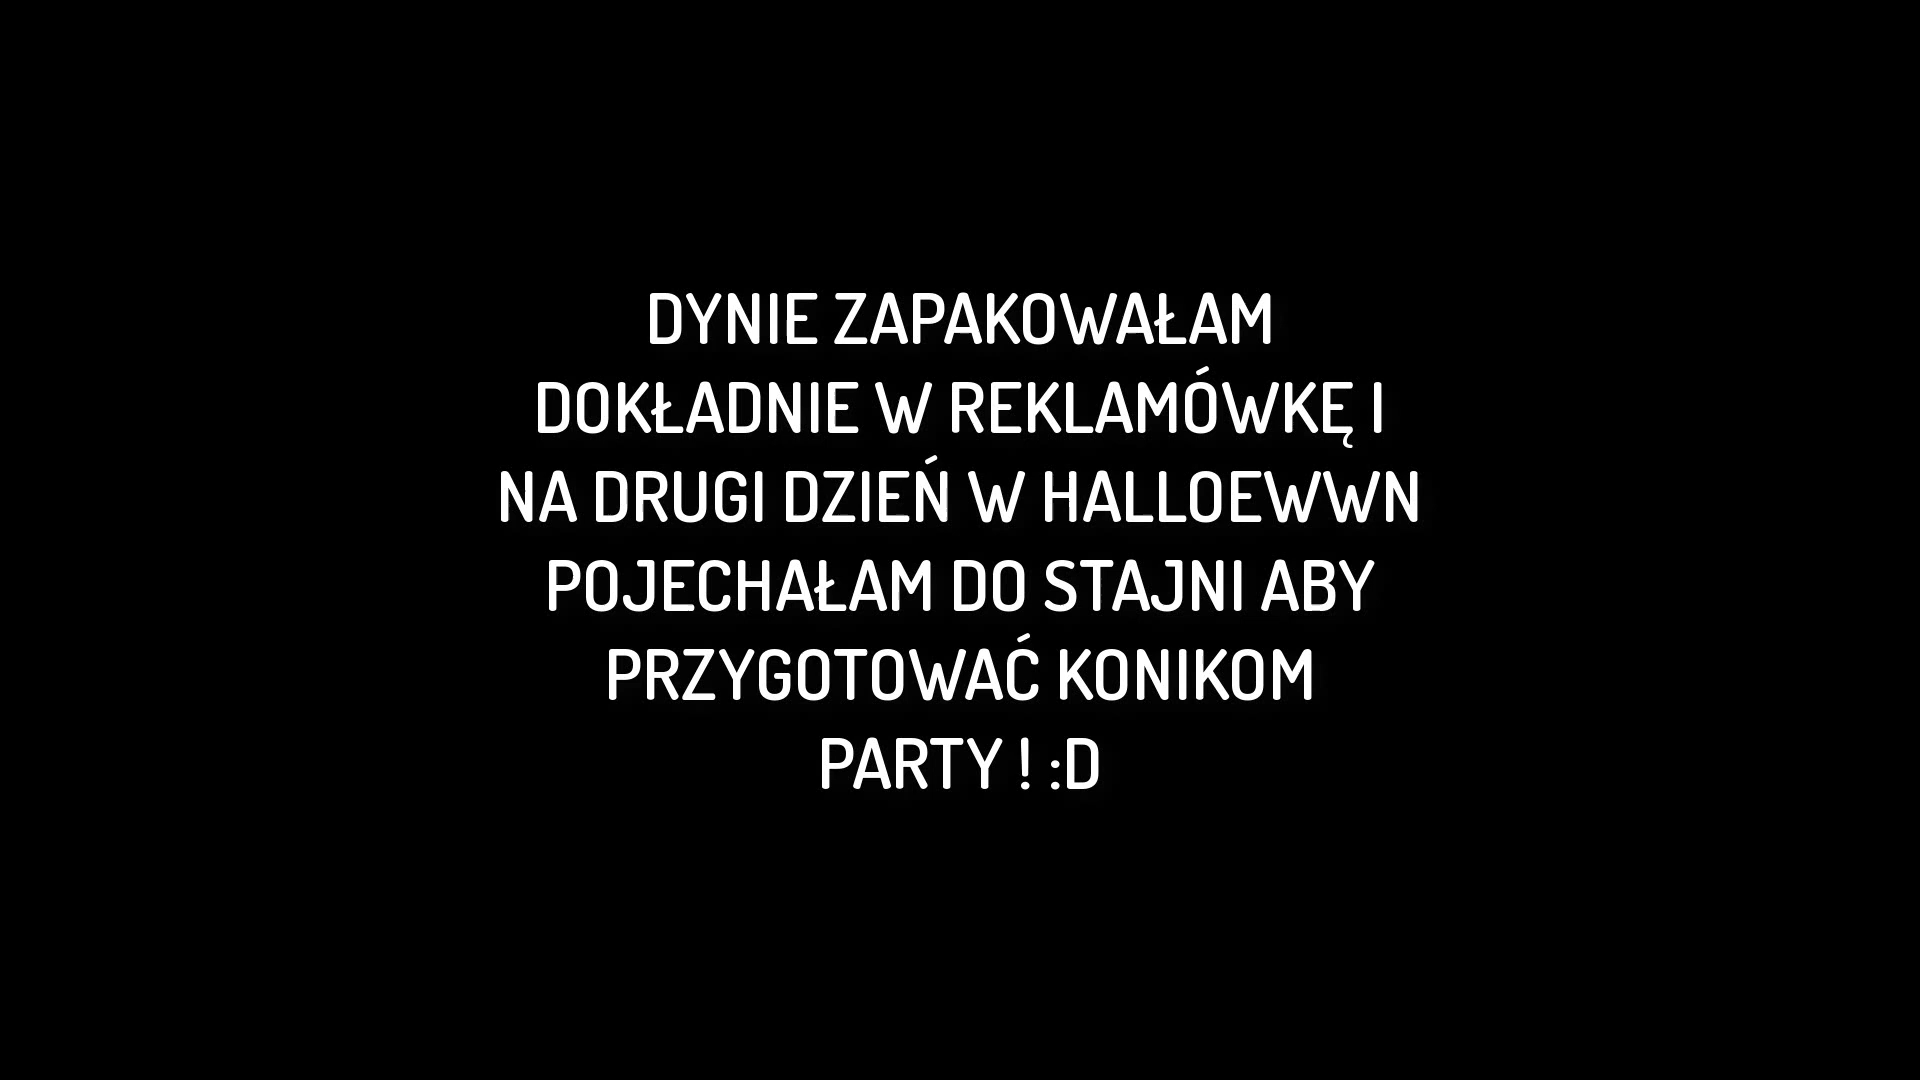 DYNIE ZAPAKOWAŁAM
DOKŁADNIE W REKLAMÓWKĘ I
NA DRUGI DZIEŃ W HALLOEWWN
POJECHAŁAM DO STAJNI ABY
PRZYGOTOWAĆ KONIKOM
PARTY ! :D